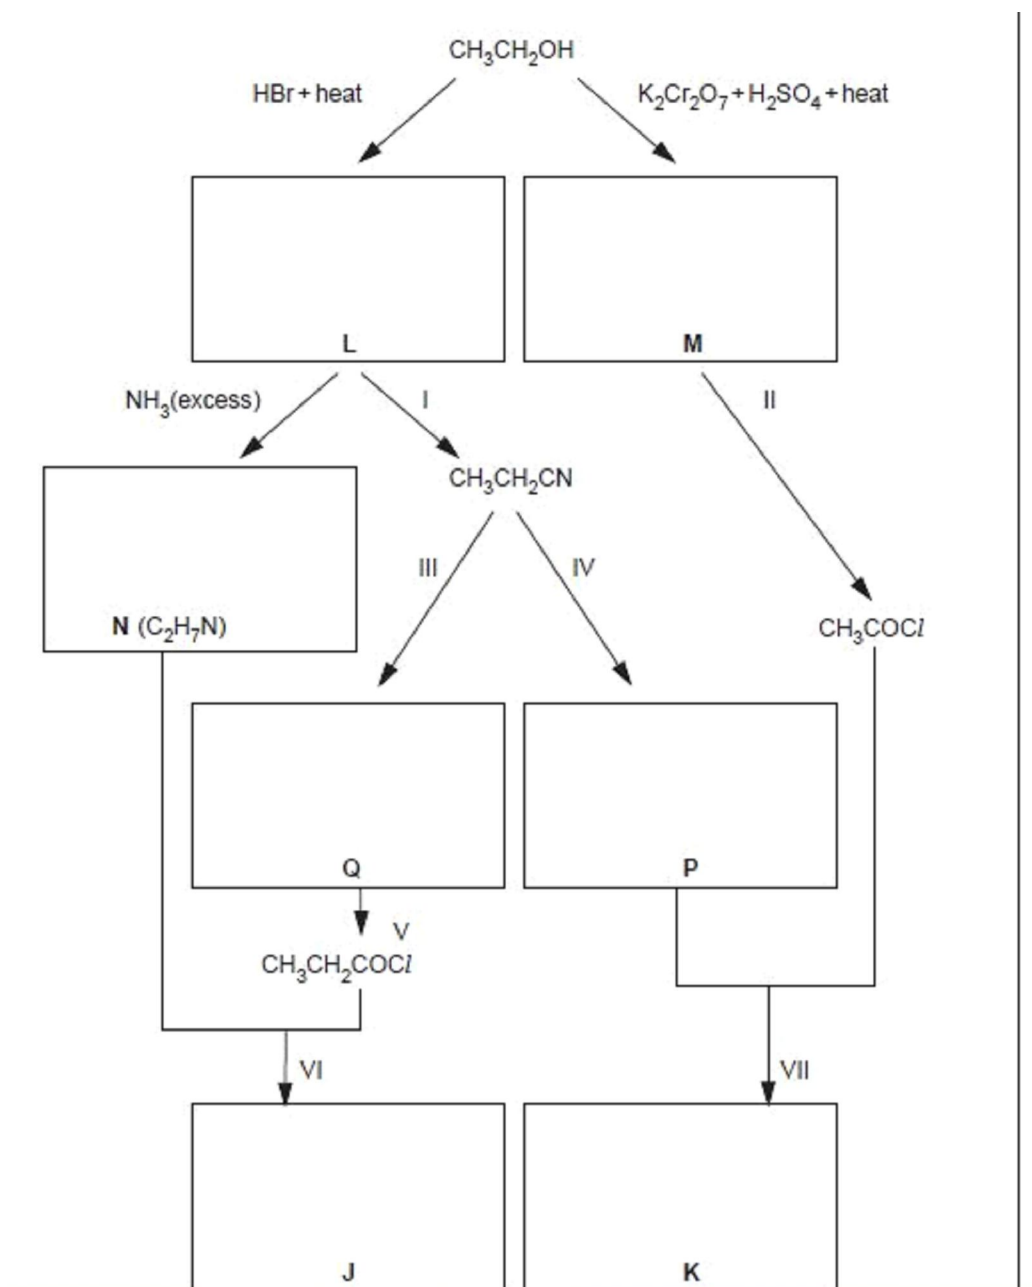 CH₃CH₂OH
HBr + heat
K₂Cr₂O₇ + H₂SO₄ + heat
L
M
NH₃(excess)
I
II
CH₃CH₂CN
III
IV
N (C₂H₇N)
CH₃COCl
Q
P
V
CH₃CH₂COCl
VI
VII
J
K